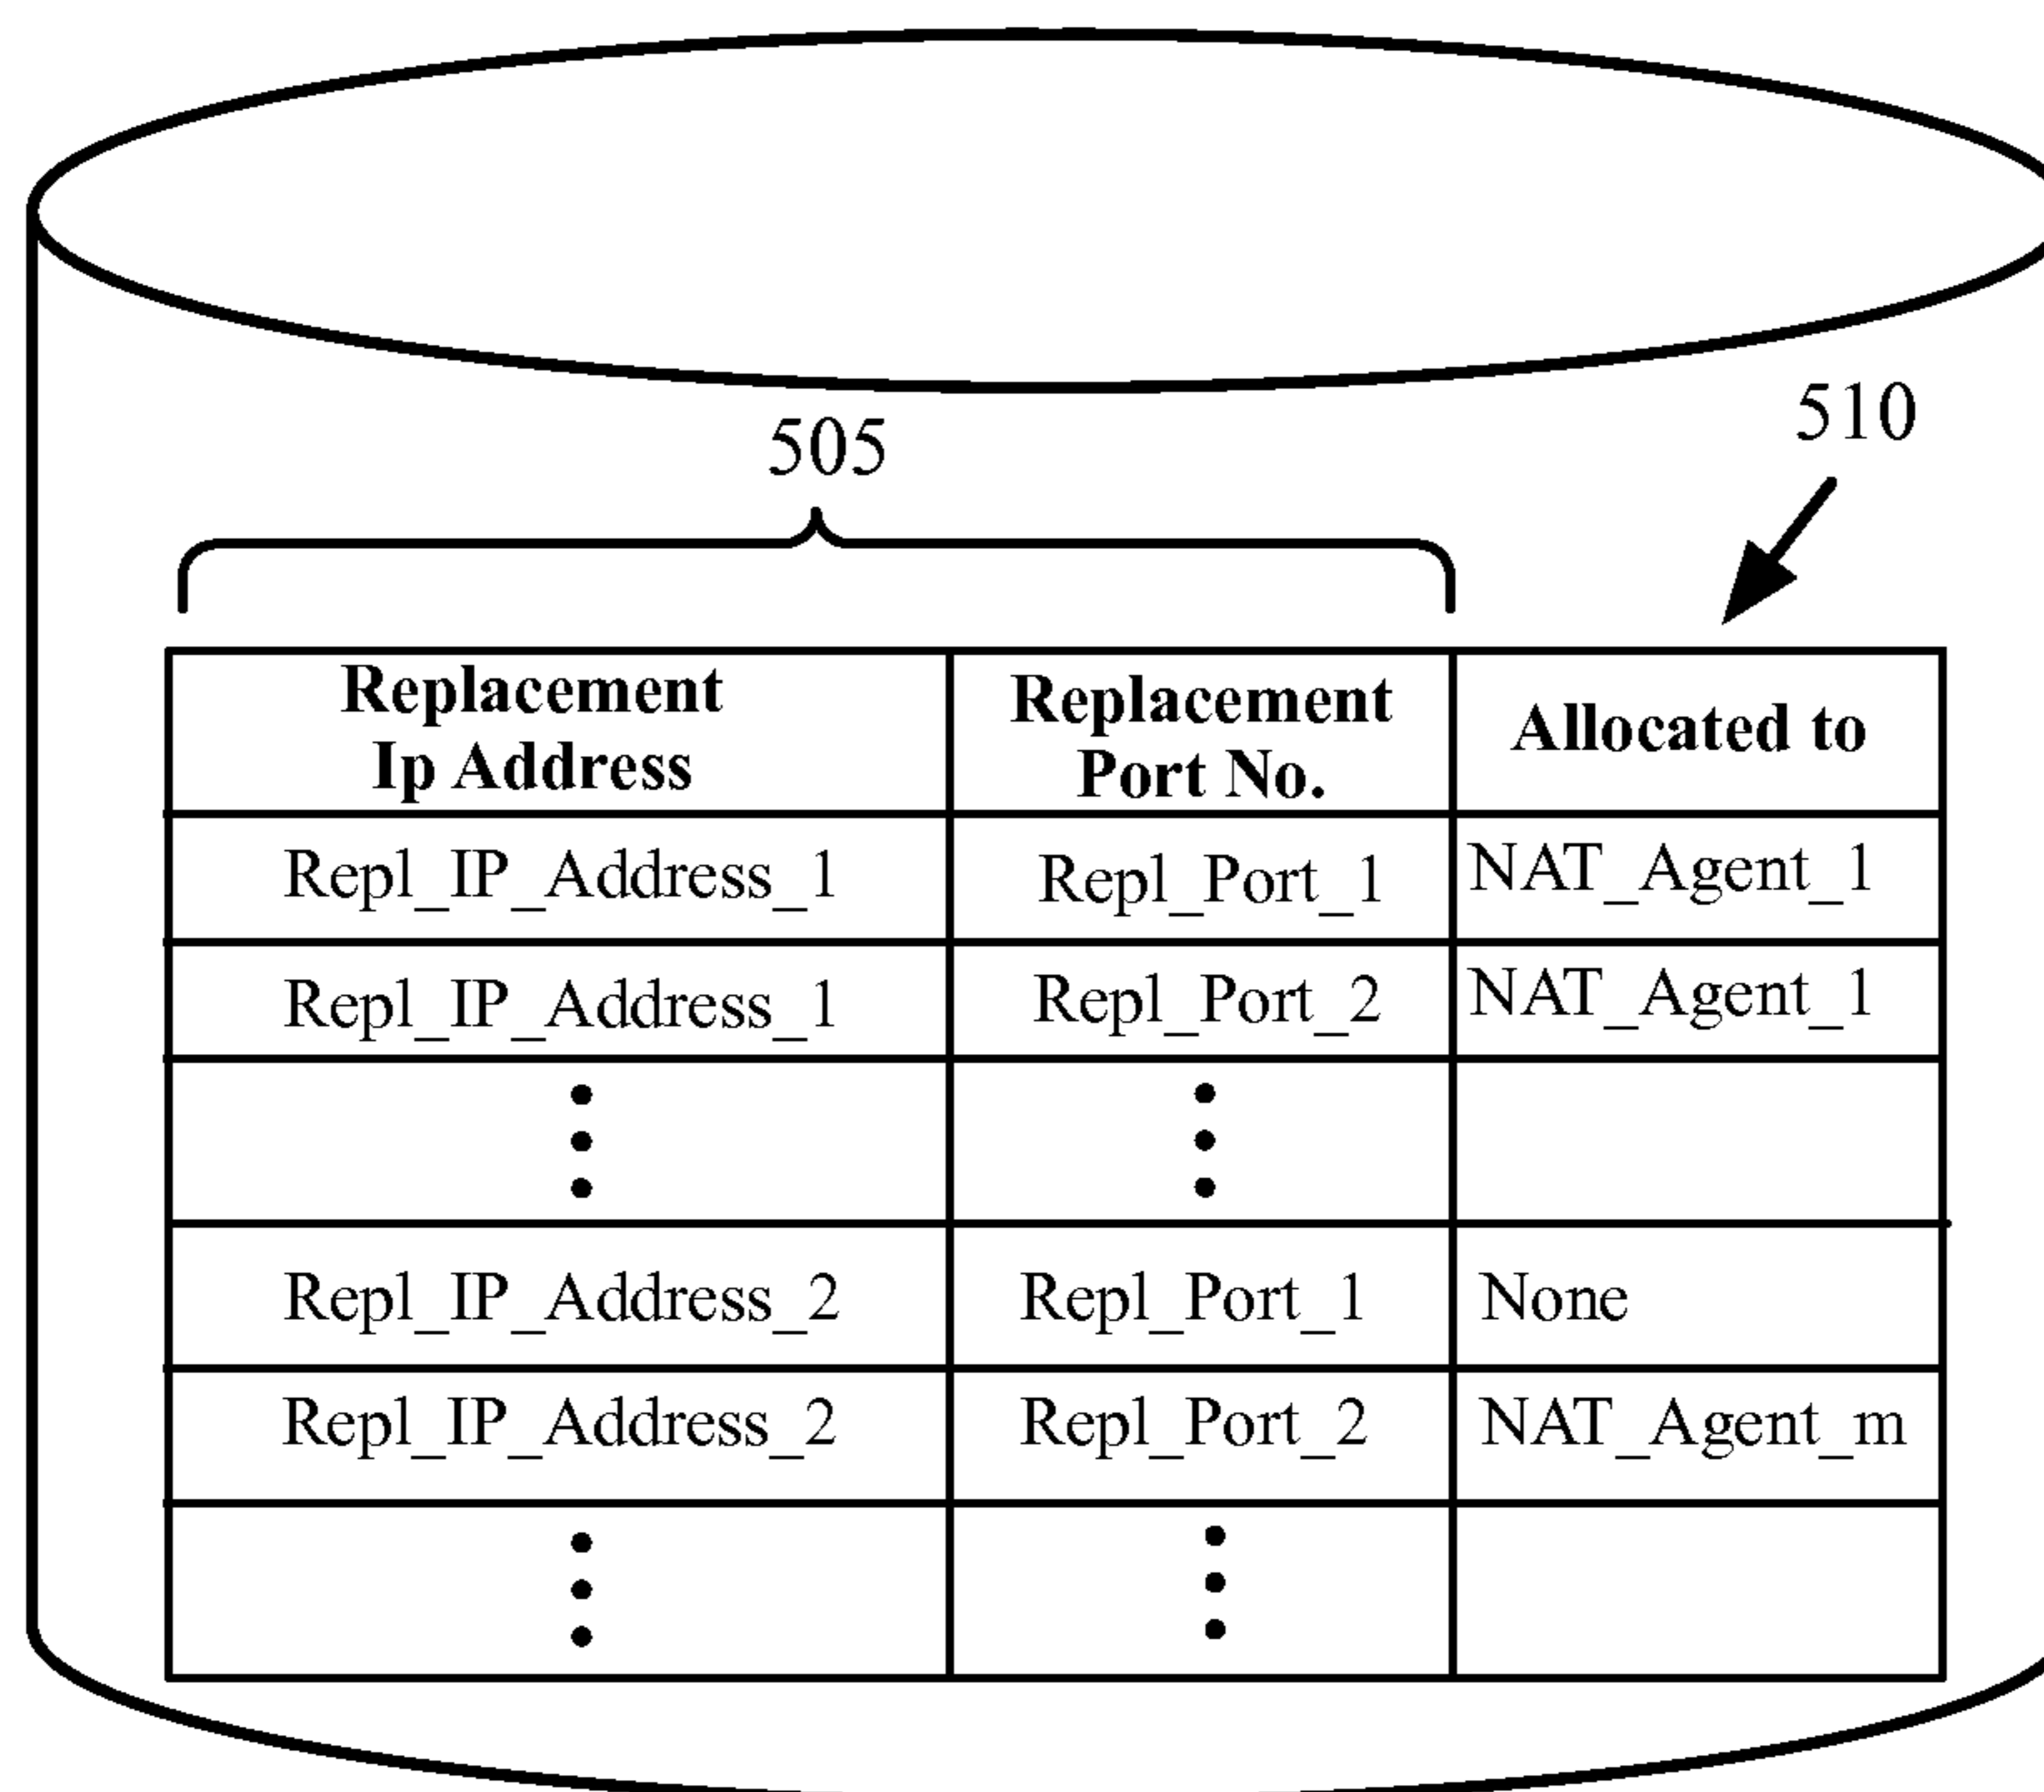 505
510
Replacement
Ip Address
Replacement
Port No.
Allocated to
Repl_IP_Address_1 Repl_Port_1 NAT_Agent_1
Repl_IP_Address_1 Repl_Port_2 NAT_Agent_1
Repl_IP_Address_2 Repl_Port_1 None
Repl_IP_Address_2 Repl_Port_2 NAT_Agent_m